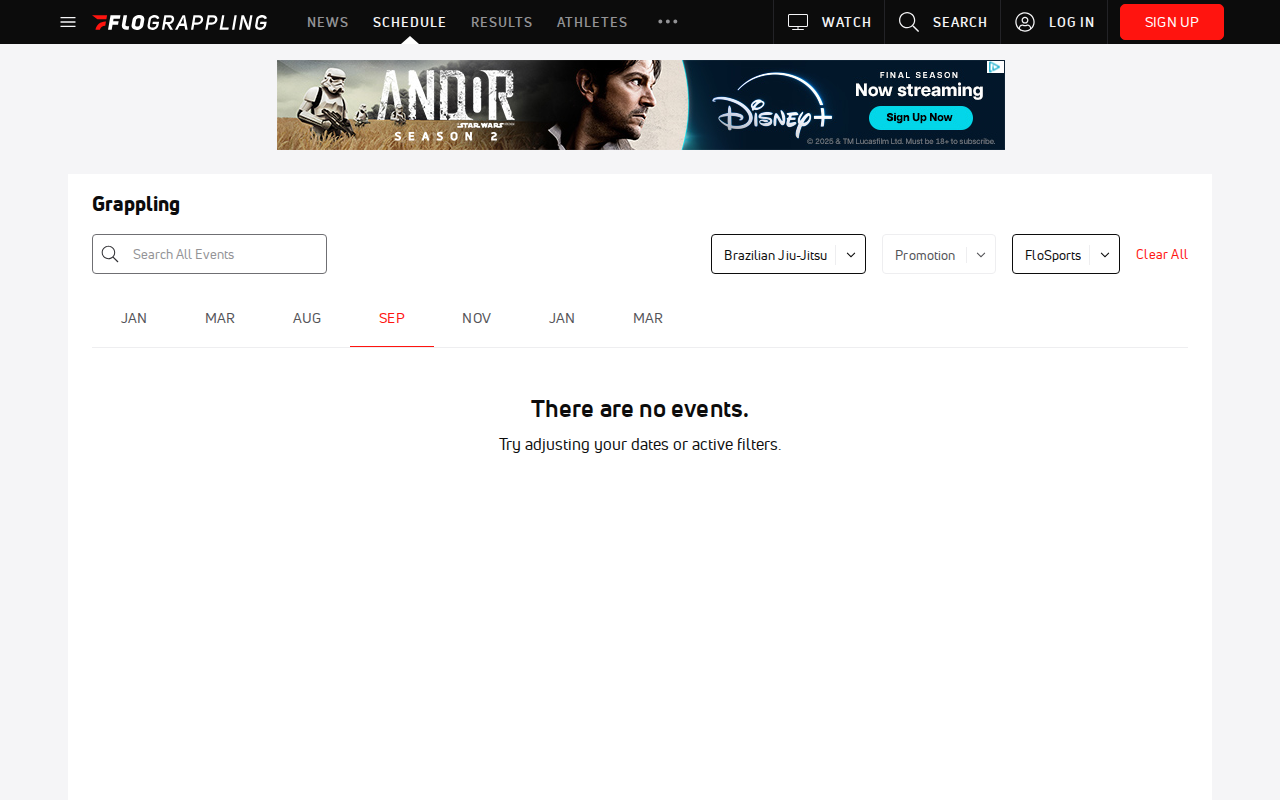 FLOGRAPPLING
NEWS
SCHEDULE
RESULTS
ATHLETES
WATCH
SEARCH
LOG IN
SIGN UP
ANDOR
STAR WARS
SEASON 2
Disney+
FINAL SEASON
Now streaming
Sign Up Now
© 2025 & TM Lucasfilm Ltd. Must be 18+ to subscribe.
Grappling
Search All Events
Brazilian Jiu-Jitsu
Promotion
FloSports
Clear All
JAN
MAR
AUG
SEP
NOV
JAN
MAR
There are no events.
Try adjusting your dates or active filters.